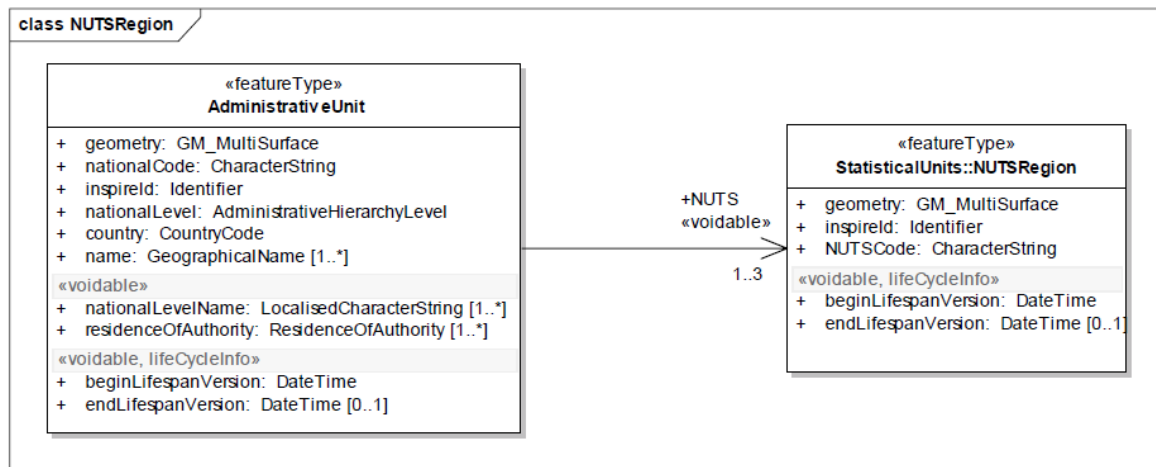 class NUTSRegion
«featureType»
AdministrativeUnit
+ geometry: GM_MultiSurface
+ nationalCode: CharacterString
+ inspireId: Identifier
+ nationalLevel: AdministrativeHierarchyLevel
+ country: CountryCode
+ name: GeographicalName [1..*]
«voidable»
+ nationalLevelName: LocalisedCharacterString [1..*]
+ residenceOfAuthority: ResidenceOfAuthority [1..*]
«voidable, lifeCycleInfo»
+ beginLifespanVersion: DateTime
+ endLifespanVersion: DateTime [0..1]
+NUTS
«voidable»
1..3
«featureType»
StatisticalUnits::NUTSRegion
+ geometry: GM_MultiSurface
+ inspireId: Identifier
+ NUTSCode: CharacterString
«voidable, lifeCycleInfo»
+ beginLifespanVersion: DateTime
+ endLifespanVersion: DateTime [0..1]